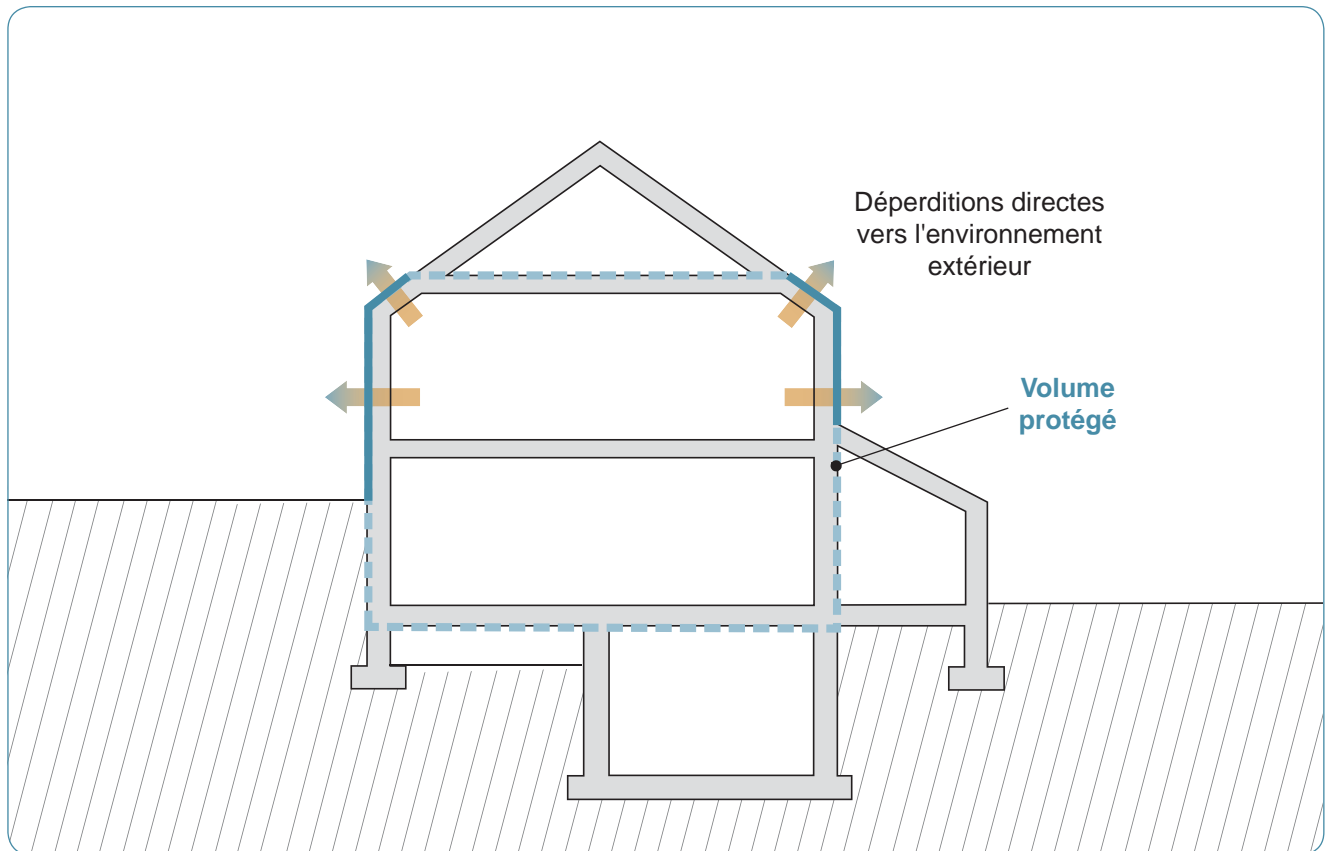 Déperditions directes
vers l'environnement
extérieur
Volume
protégé